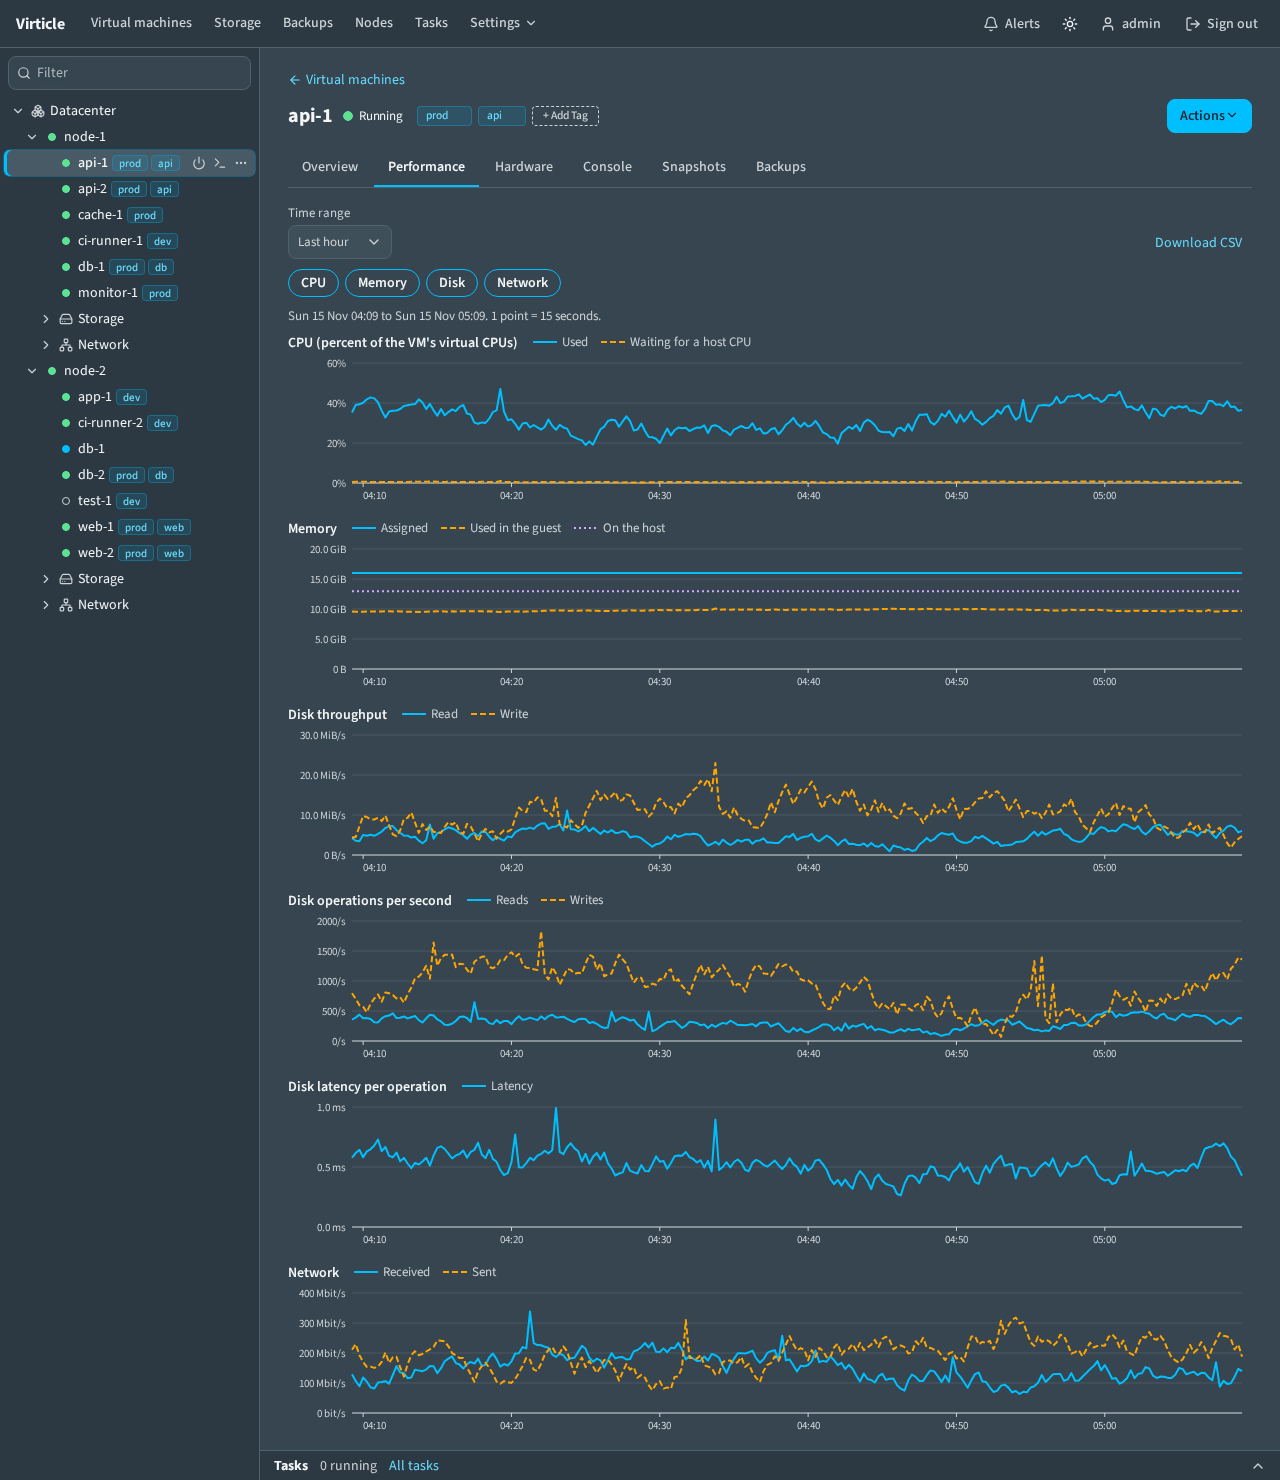 Virticle Virtual machines Storage Backups Nodes Tasks Settings Alerts admin Sign out
Filter
Datacenter
node-1
api-1 prod api
api-2 prod api
cache-1 prod
ci-runner-1 dev
db-1 prod db
monitor-1 prod
Storage
Network
node-2
app-1 dev
ci-runner-2 dev
db-1
db-2 prod db
test-1 dev
web-1 prod web
web-2 prod web
Storage
Network
Virtual machines
api-1 Running prod api + Add Tag Actions
Overview Performance Hardware Console Snapshots Backups
Time range
Last hour Download CSV
CPU Memory Disk Network
Sun 15 Nov 04:09 to Sun 15 Nov 05:09. 1 point = 15 seconds.
CPU (percent of the VM's virtual CPUs) Used Waiting for a host CPU
60%
40%
20%
0%
04:10 04:20 04:30 04:40 04:50 05:00
Memory Assigned Used in the guest On the host
20.0 GiB
15.0 GiB
10.0 GiB
5.0 GiB
0 B
04:10 04:20 04:30 04:40 04:50 05:00
Disk throughput Read Write
30.0 MiB/s
20.0 MiB/s
10.0 MiB/s
0 B/s
04:10 04:20 04:30 04:40 04:50 05:00
Disk operations per second Reads Writes
2000/s
1500/s
1000/s
500/s
0/s
04:10 04:20 04:30 04:40 04:50 05:00
Disk latency per operation Latency
1.0 ms
0.5 ms
0.0 ms
04:10 04:20 04:30 04:40 04:50 05:00
Network Received Sent
400 Mbit/s
300 Mbit/s
200 Mbit/s
100 Mbit/s
0 bit/s
04:10 04:20 04:30 04:40 04:50 05:00
Tasks 0 running All tasks